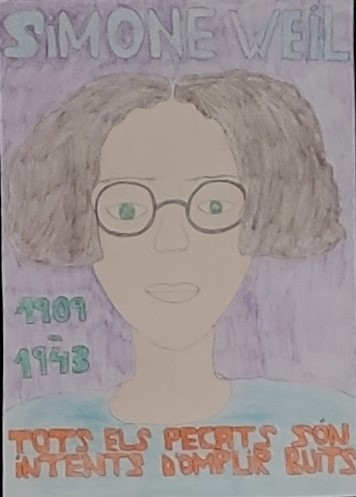 SiMONE WEiL
1909
-
1943
TOTS ELS PECATS SÓN
iNTENTS D'OMPLiR BUITS